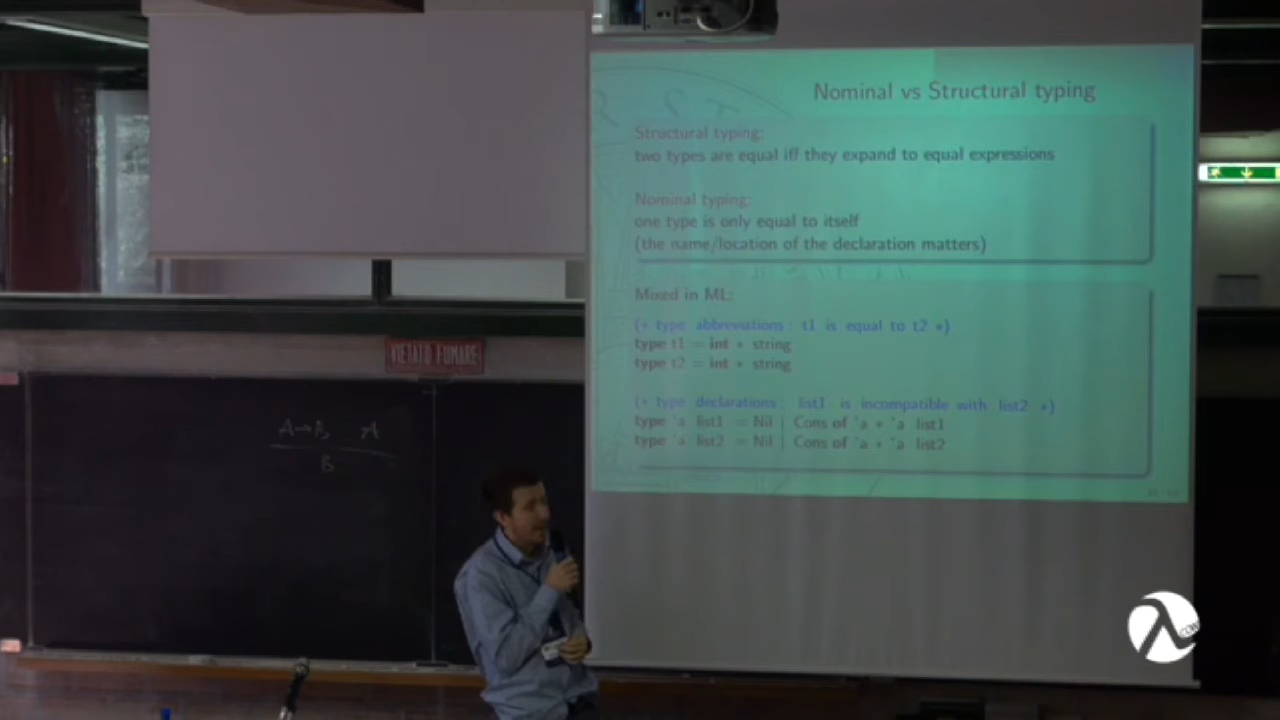 Nominal vs Structural typing
Structural typing:
two types are equal iff they expand to equal expressions
Nominal typing:
one type is only equal to itself
(the name/location of the declaration matters)
Mixed in ML:
(* type abbreviations : t1 is equal to t2 *)
type t1 = int * string
type t2 = int * string
(* type declarations : list1 is incompatible with list2 *)
type 'a list1 = Nil | Cons of 'a * 'a list1
type 'a list2 = Nil | Cons of 'a * 'a list2
VIETATO FUMARE
A→B A
B
λCON